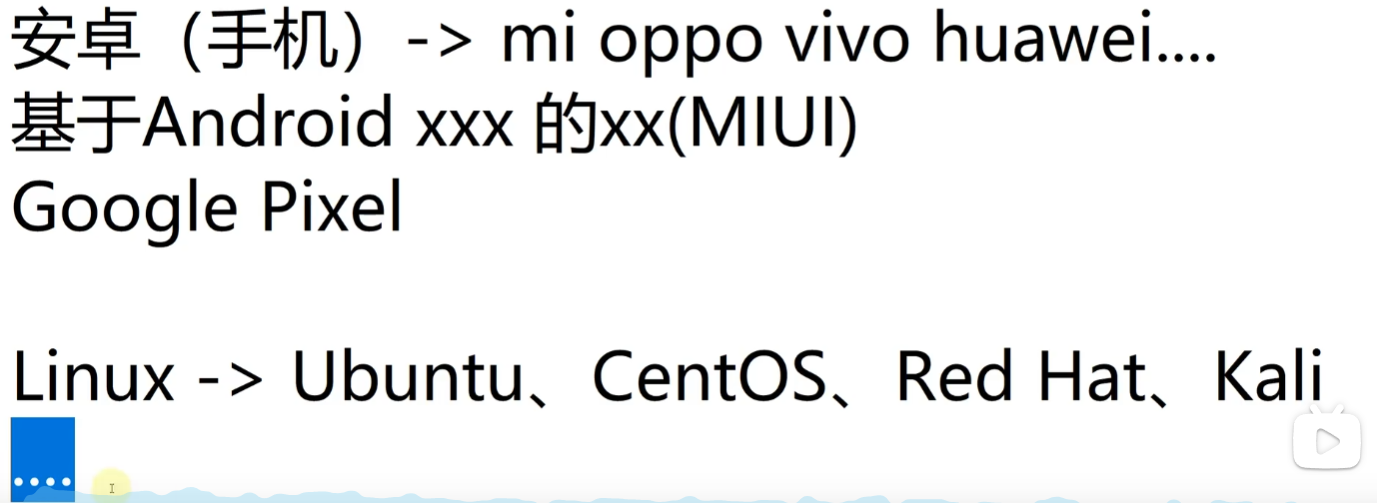 安卓（手机）-> mi oppo vivo huawei....
基于Android xxx 的xx(MIUI)
Google Pixel
Linux -> Ubuntu、CentOS、Red Hat、Kali
....